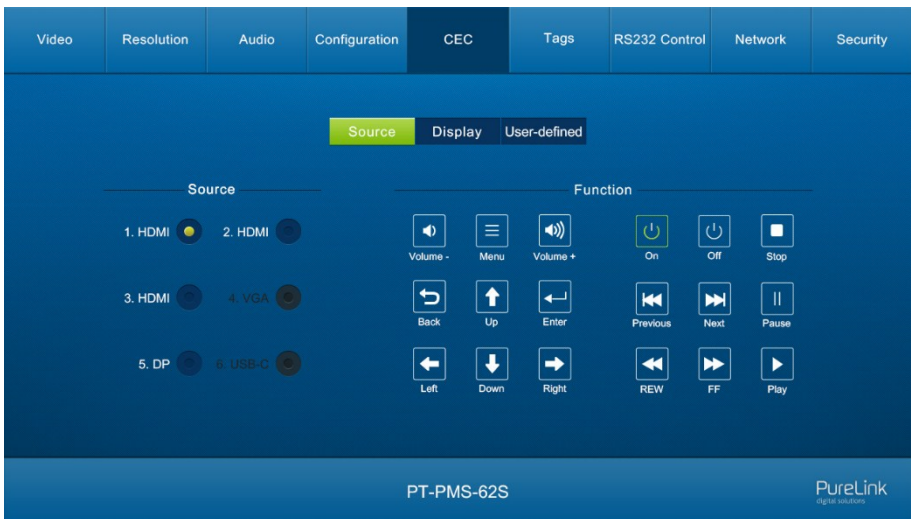 Video Resolution Audio Configuration CEC Tags RS232 Control Network Security
Source Display User-defined
Source Function
1. HDMI 2. HDMI
Volume - Menu Volume + On Off Stop
3. HDMI 4. VGA
Back Up Enter Previous Next Pause
5. DP 6. USB-C
Left Down Right REW FF Play
PT-PMS-62S
PureLink
digital solutions